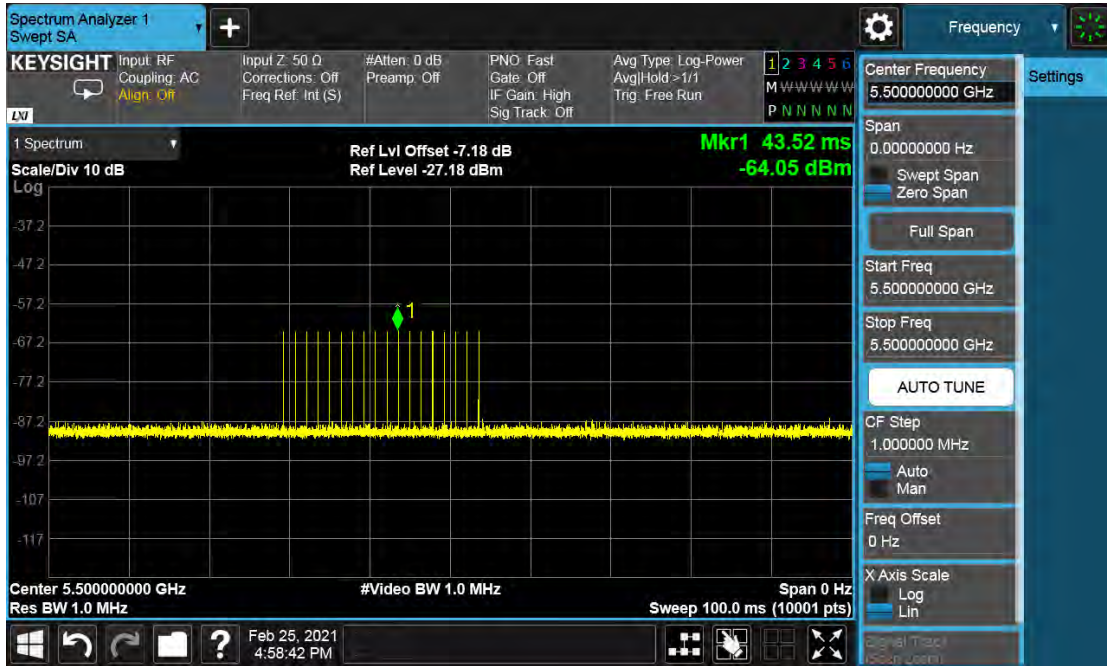 Spectrum Analyzer 1
Swept SA
+
Frequency
KEYSIGHT
Input: RF
Coupling: AC
Align: Off
Input Z: 50 Ω
Corrections: Off
Freq Ref: Int (S)
#Atten: 0 dB
Preamp: Off
PNO: Fast
Gate: Off
IF Gain: High
Sig Track: Off
Avg Type: Log-Power
Avg|Hold >1/1
Trig: Free Run
1 2 3 4 5 6
M W W W W W
P N N N N N
LXI
1 Spectrum
Scale/Div 10 dB
Ref Lvl Offset -7.18 dB
Ref Level -27.18 dBm
Mkr1 43.52 ms
-64.05 dBm
Log
-37.2
-47.2
-57.2
-67.2
-77.2
-87.2
-97.2
-107
-117
1
Center 5.500000000 GHz
Res BW 1.0 MHz
#Video BW 1.0 MHz
Span 0 Hz
Sweep 100.0 ms (10001 pts)
Center Frequency
5.500000000 GHz
Settings
Span
0.00000000 Hz
Swept Span
Zero Span
Full Span
Start Freq
5.500000000 GHz
Stop Freq
5.500000000 GHz
AUTO TUNE
CF Step
1.000000 MHz
Auto
Man
Freq Offset
0 Hz
X Axis Scale
Log
Lin
Signal Track
(Span Zoom)
?
Feb 25, 2021
4:58:42 PM